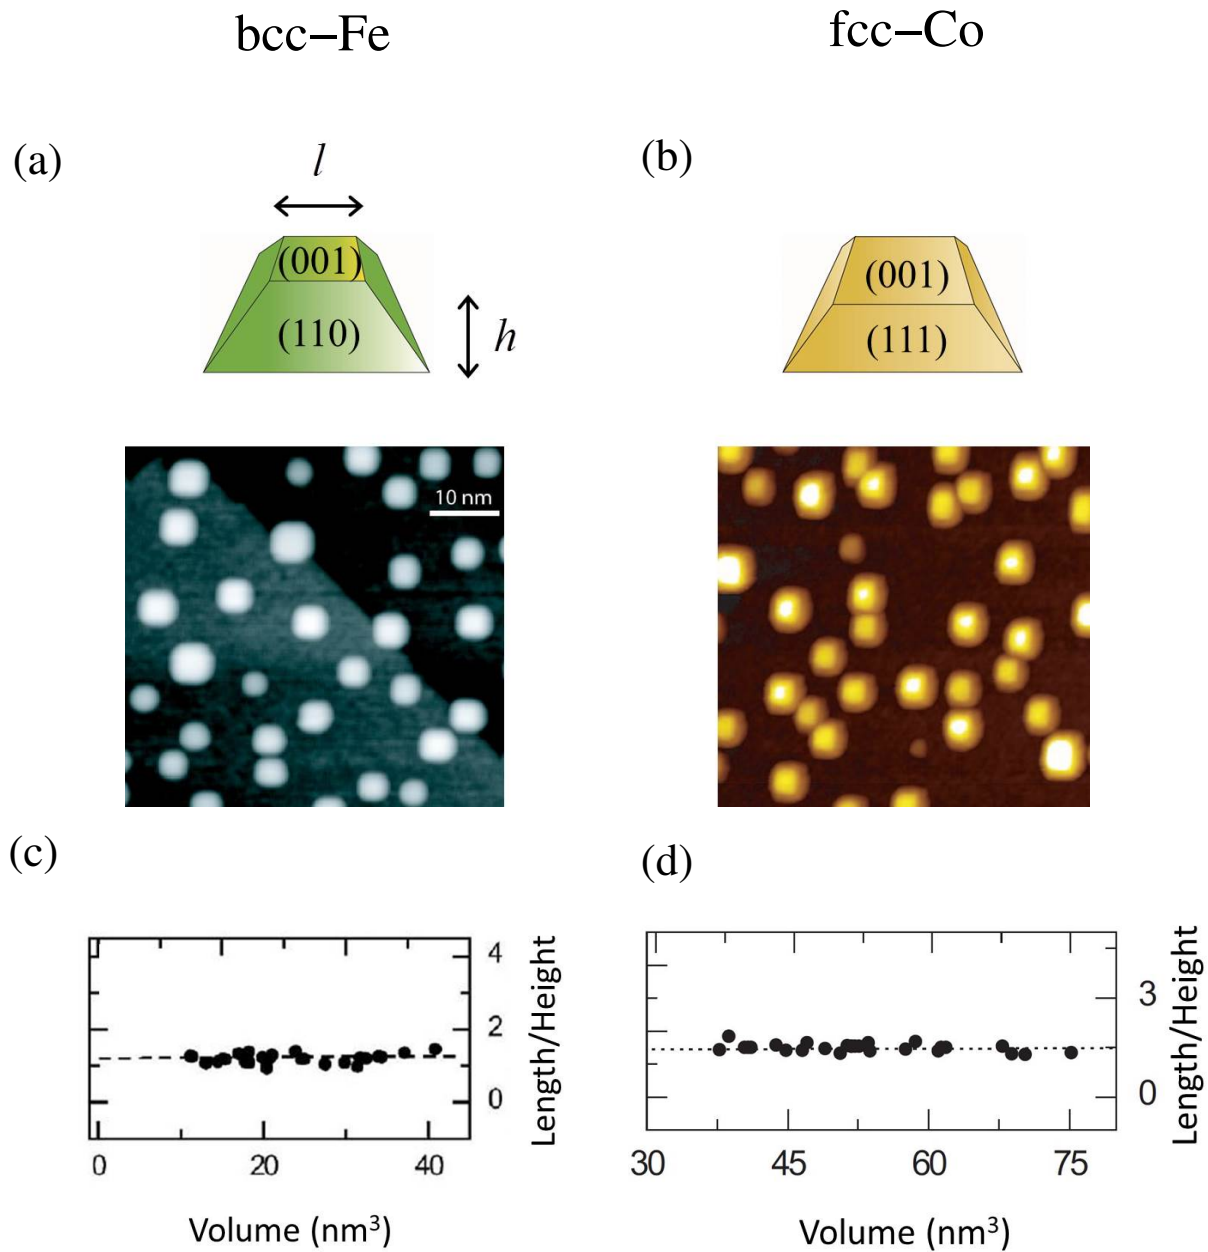 bcc–Fe
fcc–Co
(a)
(b)
l
(001)
(110)
h
(001)
(111)
10 nm
(c)
(d)
4
2
0
Length/Height
0
20
40
Volume (nm³)
3
0
Length/Height
30
45
60
75
Volume (nm³)